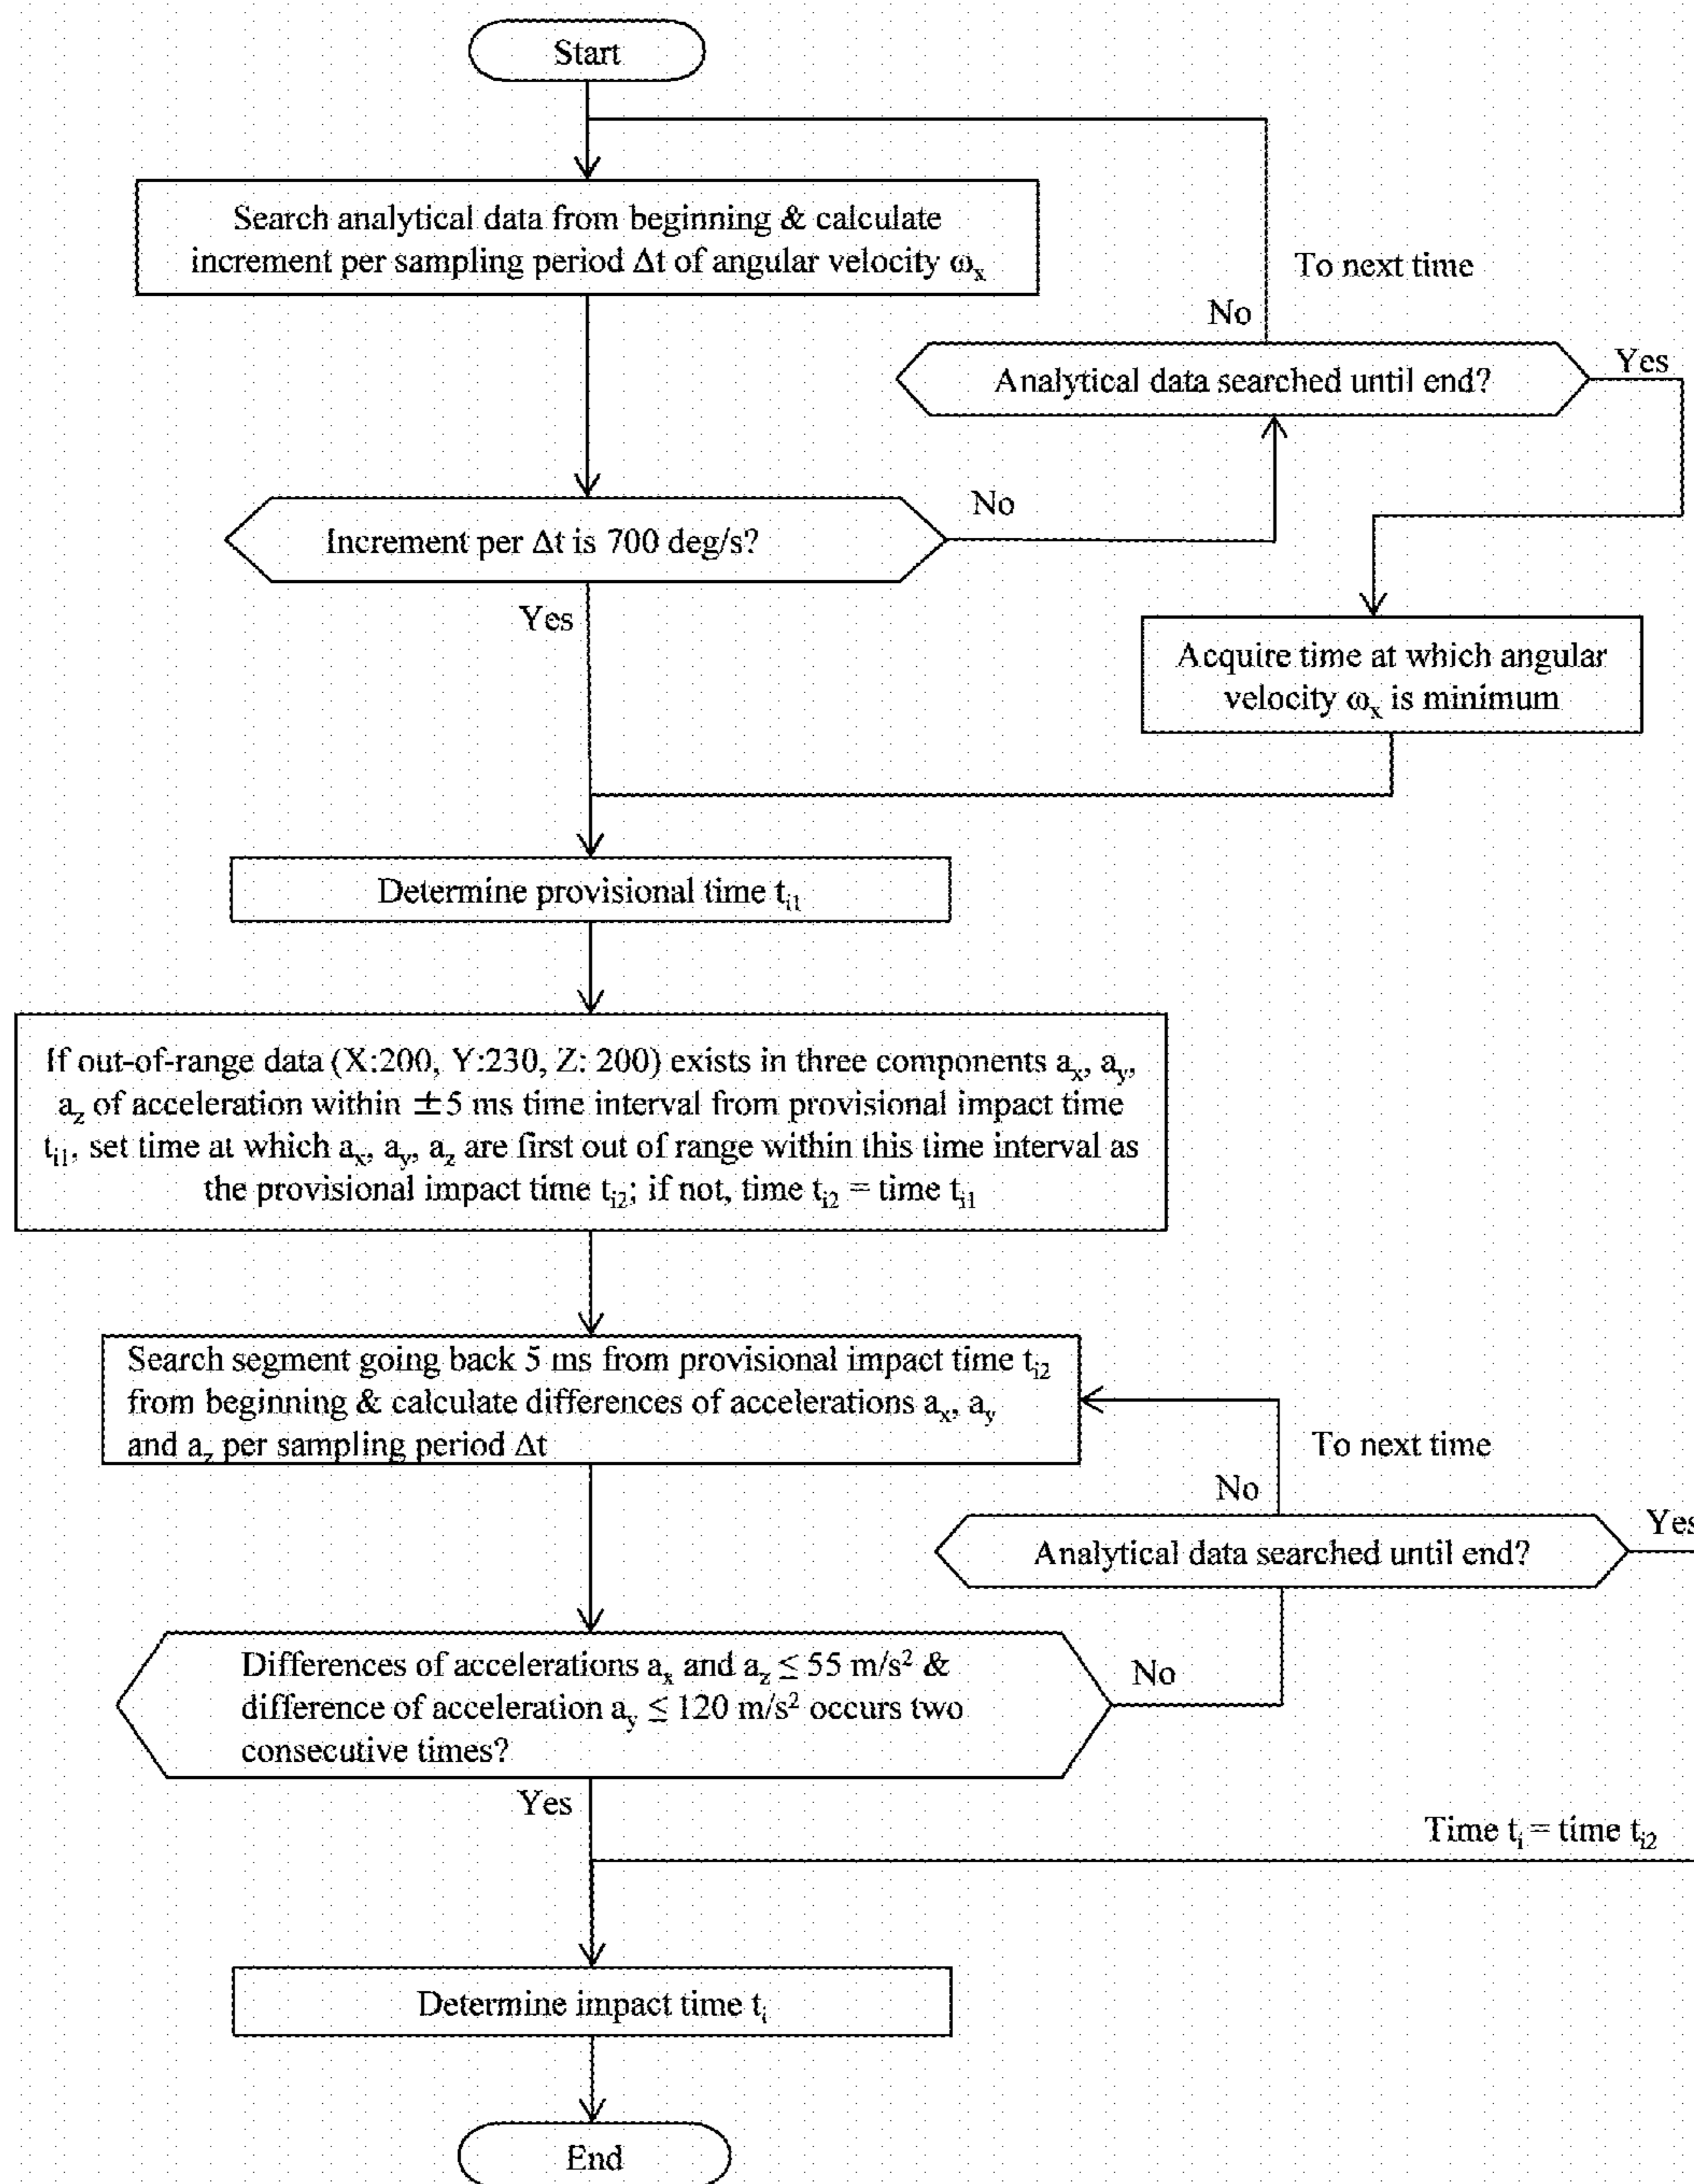 Start
Search analytical data from beginning & calculate
increment per sampling period Δt of angular velocity ωx
To next time
No
Analytical data searched until end?
Yes
Increment per Δt is 700 deg/s?
No
Yes
Acquire time at which angular
velocity ωx is minimum
Determine provisional time ti1
If out-of-range data (X:200, Y:230, Z: 200) exists in three components ax, ay,
az of acceleration within ±5 ms time interval from provisional impact time
ti1, set time at which ax, ay, az are first out of range within this time interval as
the provisional impact time ti2; if not, time ti2 = time ti1
Search segment going back 5 ms from provisional impact time ti2
from beginning & calculate differences of accelerations ax, ay
and az per sampling period Δt
To next time
No
Analytical data searched until end?
Yes
Differences of accelerations ax and az ≤ 55 m/s² &
difference of acceleration ay ≤ 120 m/s² occurs two
consecutive times?
No
Yes
Time ti = time ti2
Determine impact time ti
End